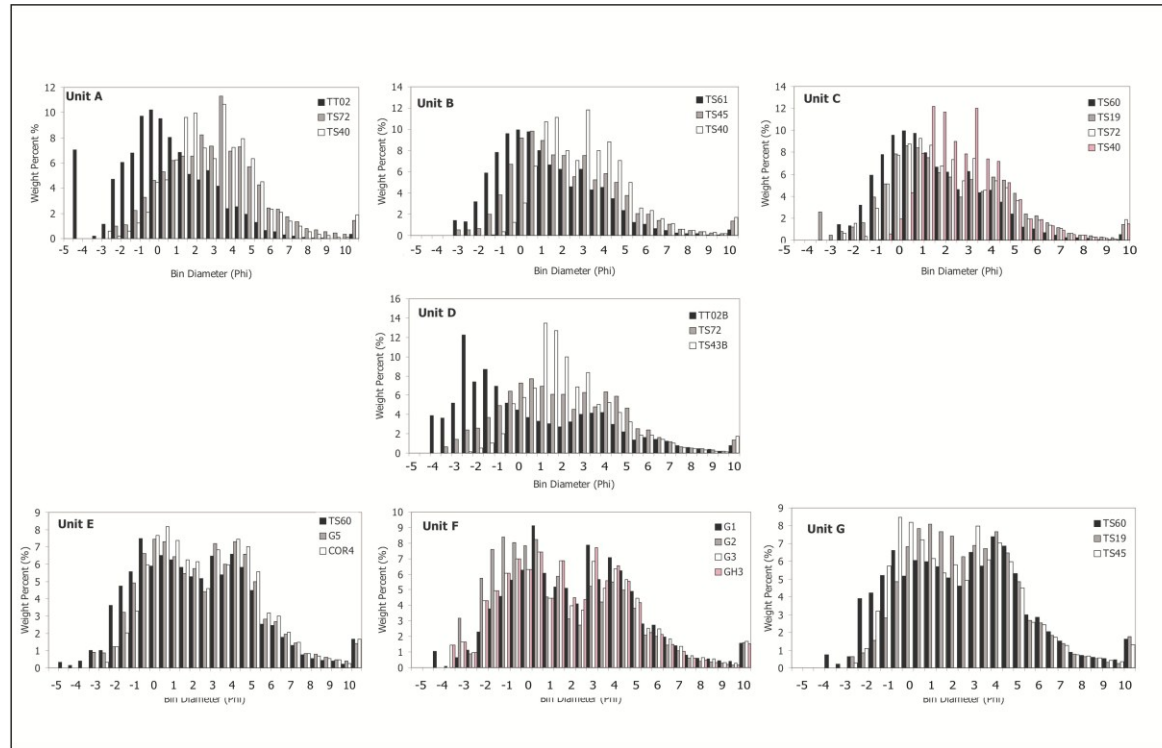 Unit A
TT02
TS72
TS40
Weight Percent %
12
10
8
6
4
2
0
-5 -4 -3 -2 -1 0 1 2 3 4 5 6 7 8 9 10
Bin Diameter (Phi)
Unit B
TS61
TS45
TS40
Weight Percent (%)
14
12
10
8
6
4
2
0
-5 -4 -3 -2 -1 0 1 2 3 4 5 6 7 8 9 10
Bin Diameter (Phi)
Unit C
TS60
TS19
TS72
TS40
Weight Percent (%)
14
12
10
8
6
4
2
0
-5 -4 -3 -2 -1 0 1 2 3 4 5 6 7 8 9 10
Bin Diameter (Phi)
Unit D
TT02B
TS72
TS43B
Weight Percent (%)
16
14
12
10
8
6
4
2
0
-5 -4 -3 -2 -1 0 1 2 3 4 5 6 7 8 9 10
Bin Diameter (Phi)
Unit E
TS60
G5
COR4
Weight Percent (%)
9
8
7
6
5
4
3
2
1
0
-5 -4 -3 -2 -1 0 1 2 3 4 5 6 7 8 9 10
Bin Diameter (Phi)
Unit F
G1
G2
G3
GH3
Weight Percent (%)
10
9
8
7
6
5
4
3
2
1
0
-5 -4 -3 -2 -1 0 1 2 3 4 5 6 7 8 9 10
Bin Diameter (Phi)
Unit G
TS60
TS19
TS45
Weight Percent (%)
9
8
7
6
5
4
3
2
1
0
-5 -4 -3 -2 -1 0 1 2 3 4 5 6 7 8 9 10
Bin Diameter (Phi)